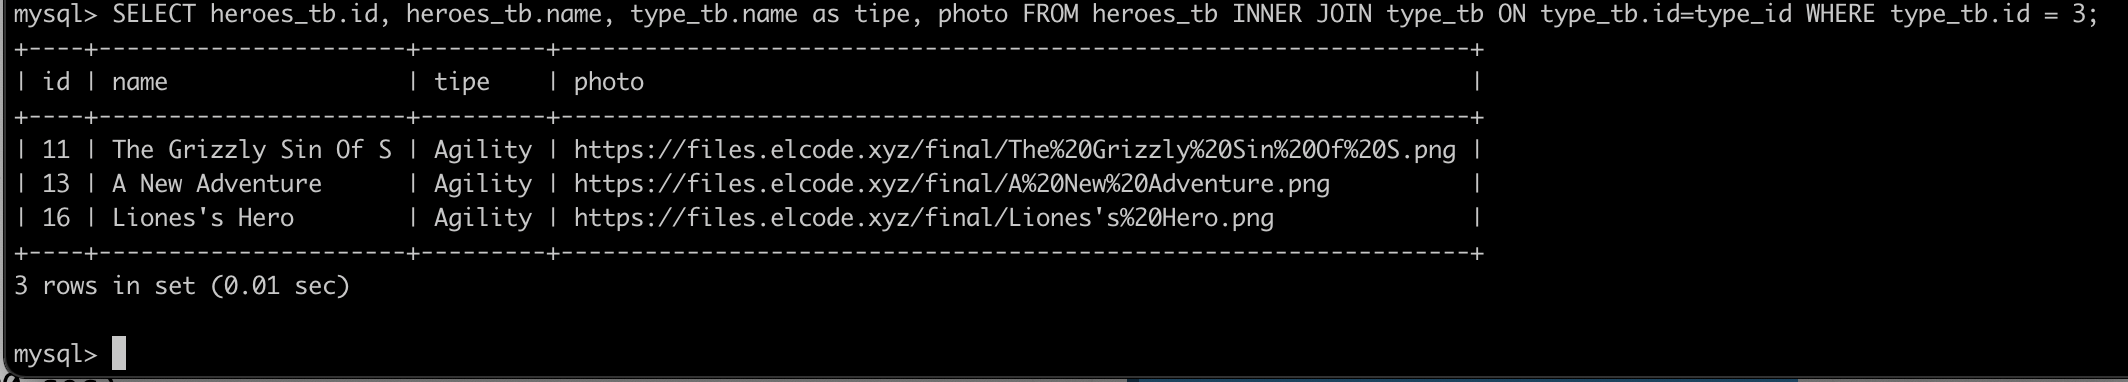 mysql> SELECT heroes_tb.id, heroes_tb.name, type_tb.name as tipe, photo FROM heroes_tb INNER JOIN type_tb ON type_tb.id=type_id WHERE type_tb.id = 3;
+----+----------------------+---------+-----------------------------------------------------------------+
| id | name                 | tipe    | photo                                                           |
+----+----------------------+---------+-----------------------------------------------------------------+
| 11 | The Grizzly Sin Of S | Agility | https://files.elcode.xyz/final/The%20Grizzly%20Sin%20Of%20S.png |
| 13 | A New Adventure      | Agility | https://files.elcode.xyz/final/A%20New%20Adventure.png          |
| 16 | Liones's Hero        | Agility | https://files.elcode.xyz/final/Liones's%20Hero.png              |
+----+----------------------+---------+-----------------------------------------------------------------+
3 rows in set (0.01 sec)
mysql>